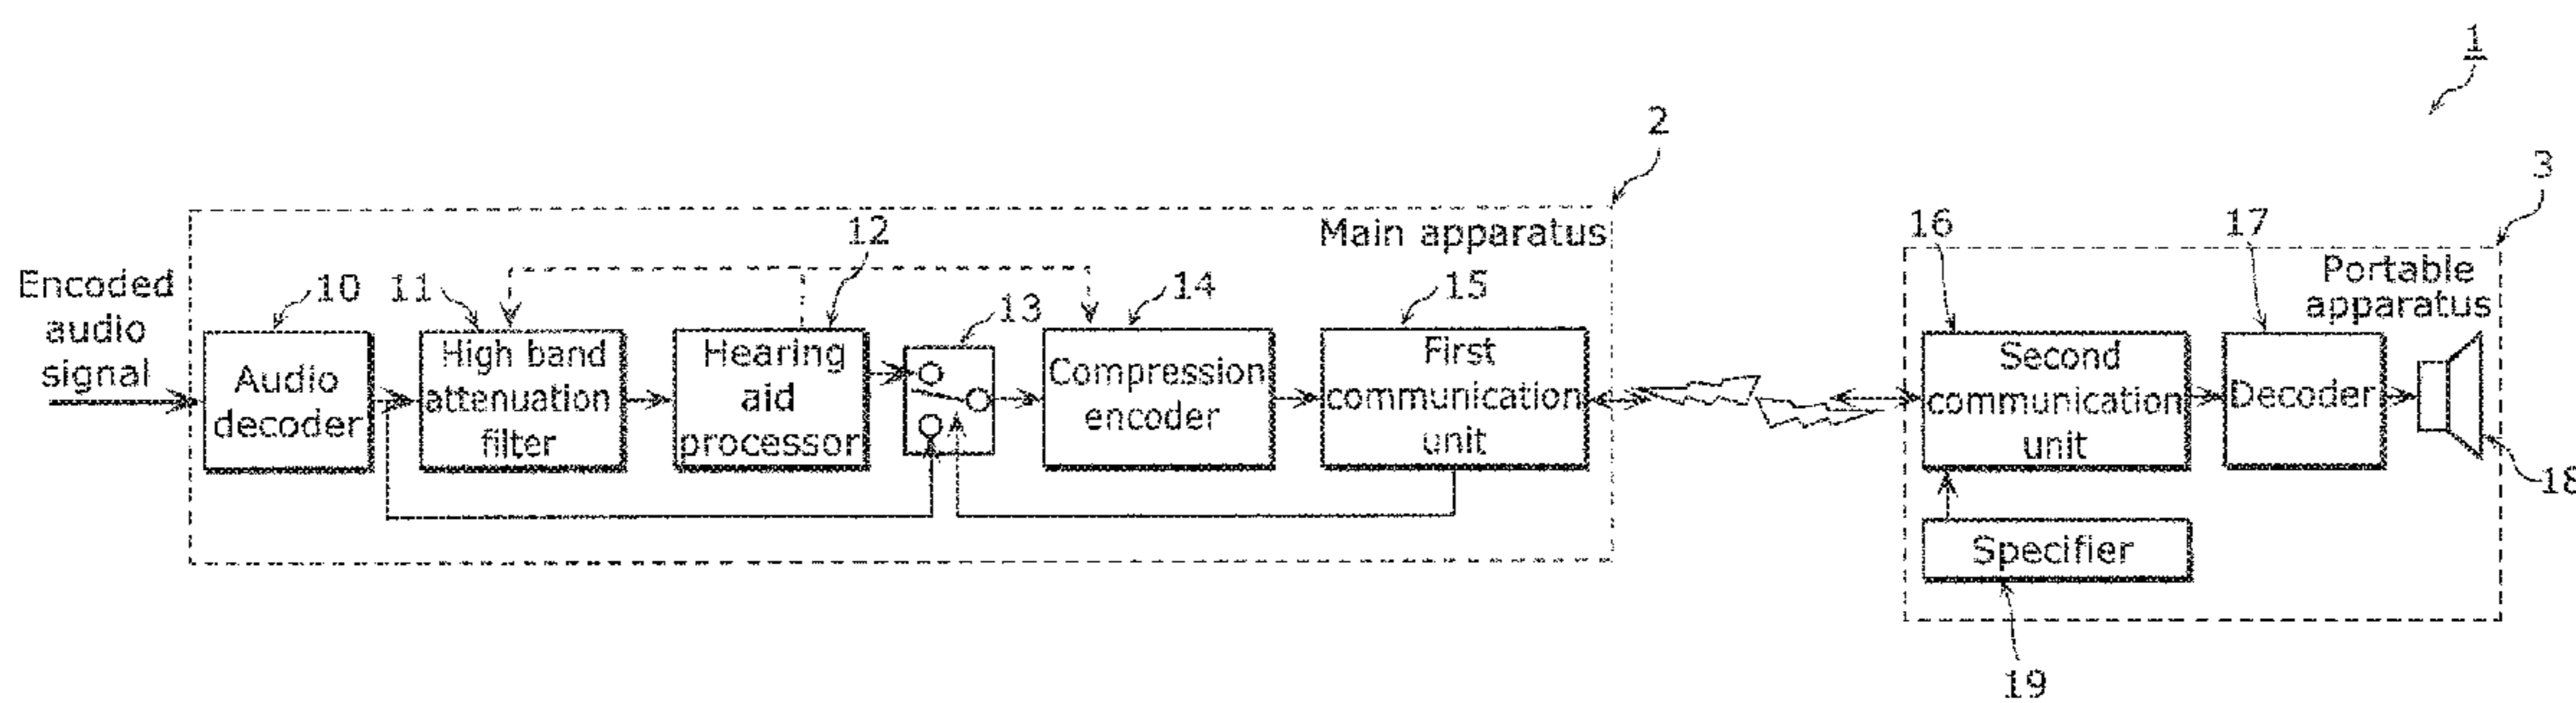 1
2
3
Main apparatus
Portable
apparatus
Encoded
audio
signal
10
Audio
decoder
11
High band
attenuation
filter
12
Hearing
aid
processor
13
14
Compression
encoder
15
First
communication
unit
16
Second
communication
unit
17
Decoder
18
Specifier
19